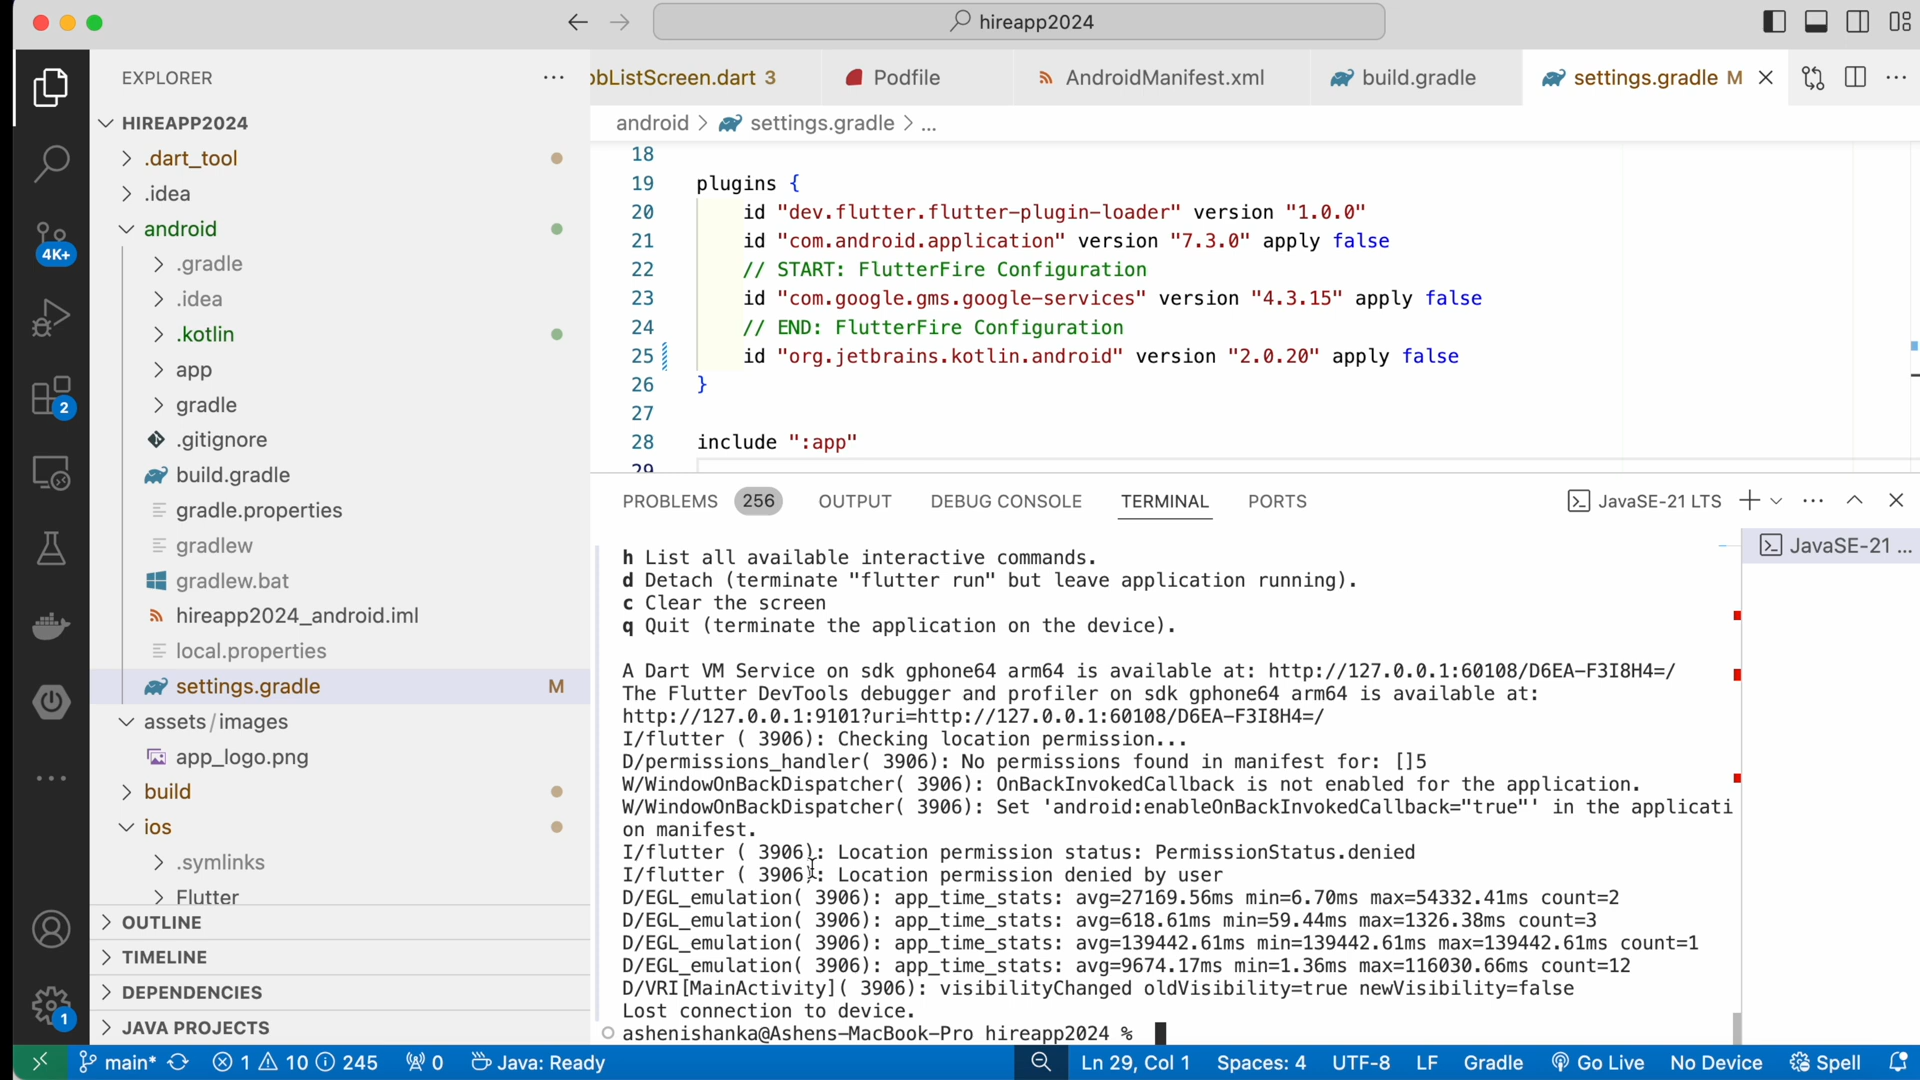 hireapp2024
EXPLORER
obListScreen.dart 3
Podfile
AndroidManifest.xml
build.gradle
settings.gradle M
android > settings.gradle > ...
HIREAPP2024
.dart_tool
.idea
android
.gradle
.idea
.kotlin
app
gradle
.gitignore
build.gradle
gradle.properties
gradlew
gradlew.bat
hireapp2024_android.iml
local.properties
settings.gradle M
assets/images
app_logo.png
build
ios
.symlinks
Flutter
OUTLINE
TIMELINE
DEPENDENCIES
JAVA PROJECTS
4K+
2
1
18
19 plugins {
20 id "dev.flutter.flutter-plugin-loader" version "1.0.0"
21 id "com.android.application" version "7.3.0" apply false
22 // START: FlutterFire Configuration
23 id "com.google.gms.google-services" version "4.3.15" apply false
24 // END: FlutterFire Configuration
25 id "org.jetbrains.kotlin.android" version "2.0.20" apply false
26 }
27
28 include ":app"
29
PROBLEMS 256 OUTPUT DEBUG CONSOLE TERMINAL PORTS JavaSE-21 LTS
JavaSE-21 ...
h List all available interactive commands.
d Detach (terminate "flutter run" but leave application running).
c Clear the screen
q Quit (terminate the application on the device).
A Dart VM Service on sdk gphone64 arm64 is available at: http://127.0.0.1:60108/D6EA-F3I8H4=/
The Flutter DevTools debugger and profiler on sdk gphone64 arm64 is available at:
http://127.0.0.1:9101?uri=http://127.0.0.1:60108/D6EA-F3I8H4=/
I/flutter ( 3906): Checking location permission...
D/permissions_handler( 3906): No permissions found in manifest for: []5
W/WindowOnBackDispatcher( 3906): OnBackInvokedCallback is not enabled for the application.
W/WindowOnBackDispatcher( 3906): Set 'android:enableOnBackInvokedCallback="true"' in the applicati
on manifest.
I/flutter ( 3906): Location permission status: PermissionStatus.denied
I/flutter ( 3906): Location permission denied by user
D/EGL_emulation( 3906): app_time_stats: avg=27169.56ms min=6.70ms max=54332.41ms count=2
D/EGL_emulation( 3906): app_time_stats: avg=618.61ms min=59.44ms max=1326.38ms count=3
D/EGL_emulation( 3906): app_time_stats: avg=139442.61ms min=139442.61ms max=139442.61ms count=1
D/EGL_emulation( 3906): app_time_stats: avg=9674.17ms min=1.36ms max=116030.66ms count=12
D/VRI[MainActivity]( 3906): visibilityChanged oldVisibility=true newVisibility=false
Lost connection to device.
ashenishanka@Ashens-MacBook-Pro hireapp2024 %
main* 1 10 245 0 Java: Ready Ln 29, Col 1 Spaces: 4 UTF-8 LF Gradle Go Live No Device Spell